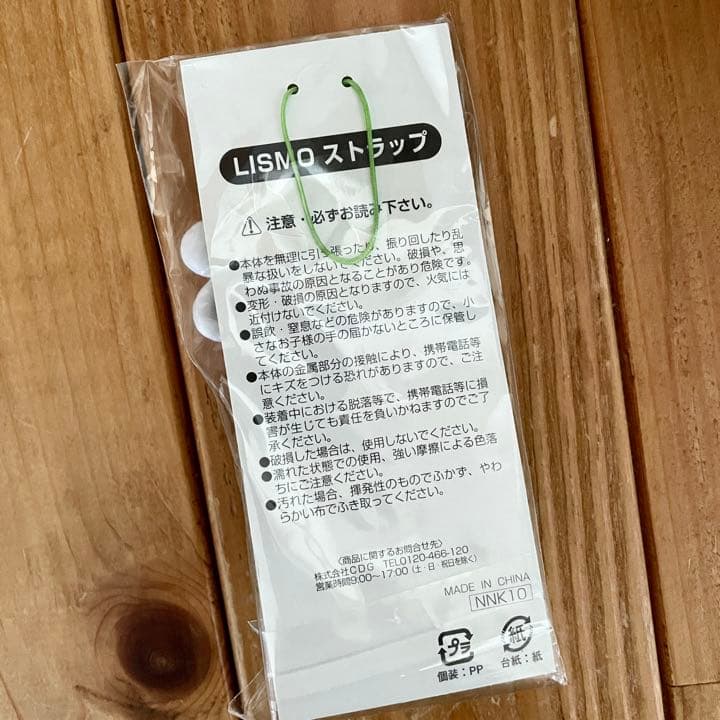 LISMO ストラップ
⚠注意・必ずお読み下さい。
●本体を無理に引っ張ったり、振り回したり乱
暴な扱いをしないでください。破損や、思
わぬ事故の原因となることがあり危険です。
●変形・破損の原因となりますので、火気には
近付けないでください。
●誤飲・窒息などの危険がありますので、小
さなお子様の手の届かないところに保管し
てください。
●本体の金属部分の接触により、携帯電話等
にキズをつける恐れがありますので、ご注
意ください。
●装着中における脱落等で、携帯電話等に損
害が生じても責任を負いかねますのでご了
承ください。
●破損した場合は、使用しないでください。
●濡れた状態での使用、強い摩擦による色落
ちにご注意ください。
●汚れた場合、揮発性のものでふかず、やわ
らかい布でふき取ってください。
〈商品に関するお問合せ先〉
株式会社CDG TEL0120-466-120
営業時間9:00~17:00（土・日・祝日を除く）
MADE IN CHINA
NNK10
プラ
個装：PP
紙
台紙：紙